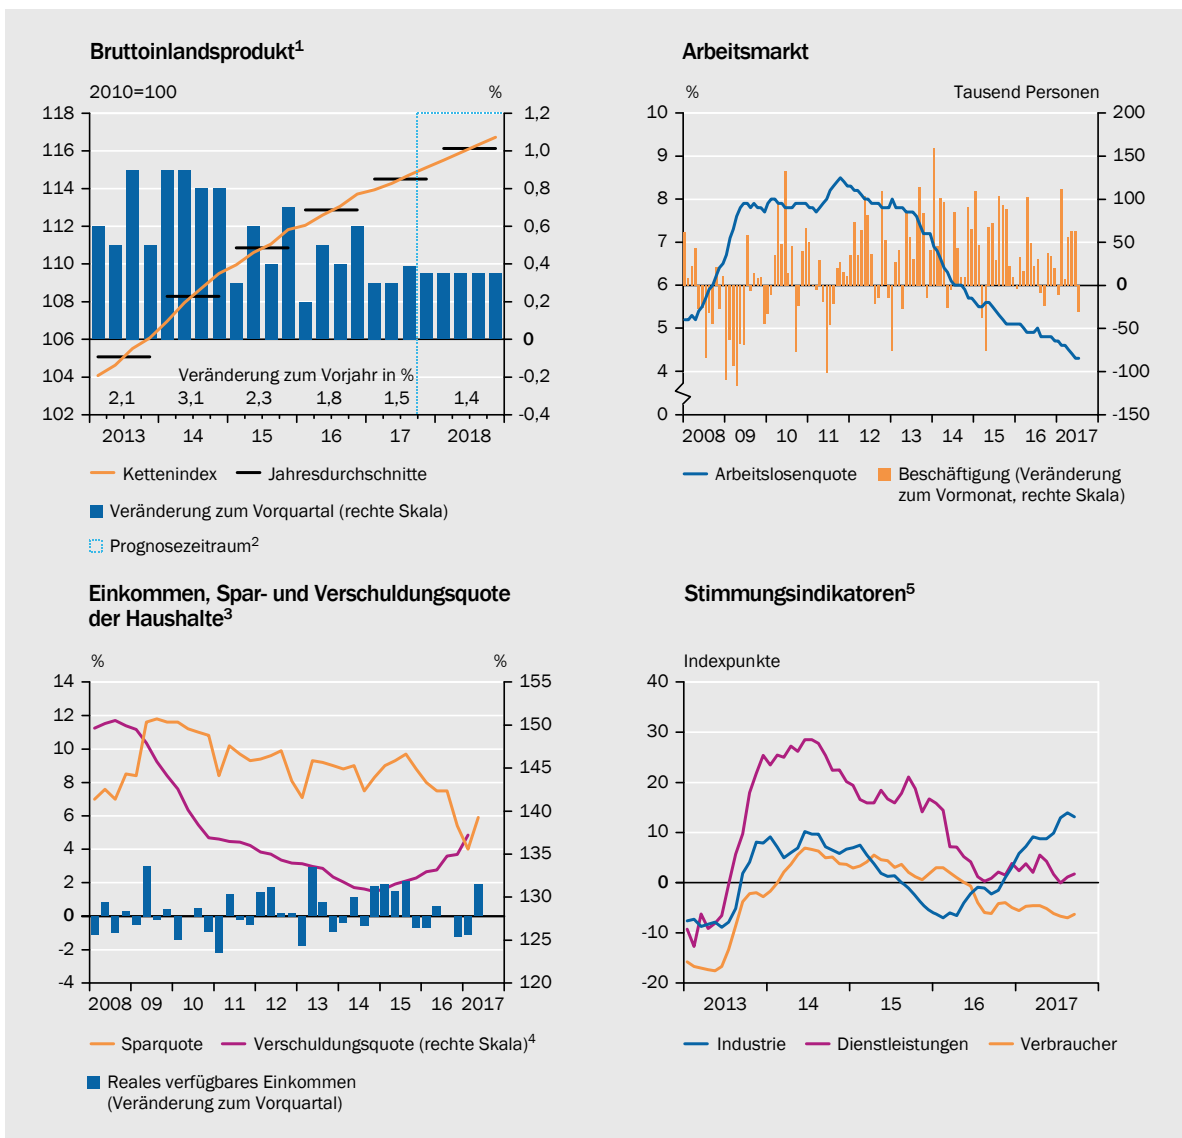 Bruttoinlandsprodukt¹
2010=100 %
118 1,2
116 1,0
114 0,8
112 0,6
110 0,4
108 0,2
106 0
104 -0,2
102 -0,4
Veränderung zum Vorjahr in %
2,1 3,1 2,3 1,8 1,5 1,4
2013 14 15 16 17 2018
Kettenindex Jahresdurchschnitte
Veränderung zum Vorquartal (rechte Skala)
Prognosezeitraum²
Arbeitsmarkt
% Tausend Personen
10 200
9 150
8 100
7 50
6 0
5 -50
4 -100
0 -150
2008 09 10 11 12 13 14 15 16 2017
Arbeitslosenquote Beschäftigung (Veränderung
zum Vormonat, rechte Skala)
Einkommen, Spar- und Verschuldungsquote
der Haushalte³
% %
14 155
12 150
10 145
8 140
6 135
4 130
2 125
0 120
-2
-4
2008 09 10 11 12 13 14 15 16 2017
Sparquote Verschuldungsquote (rechte Skala)⁴
Reales verfügbares Einkommen
(Veränderung zum Vorquartal)
Stimmungsindikatoren⁵
Indexpunkte
40
30
20
10
0
-10
-20
2013 14 15 16 2017
Industrie Dienstleistungen Verbraucher